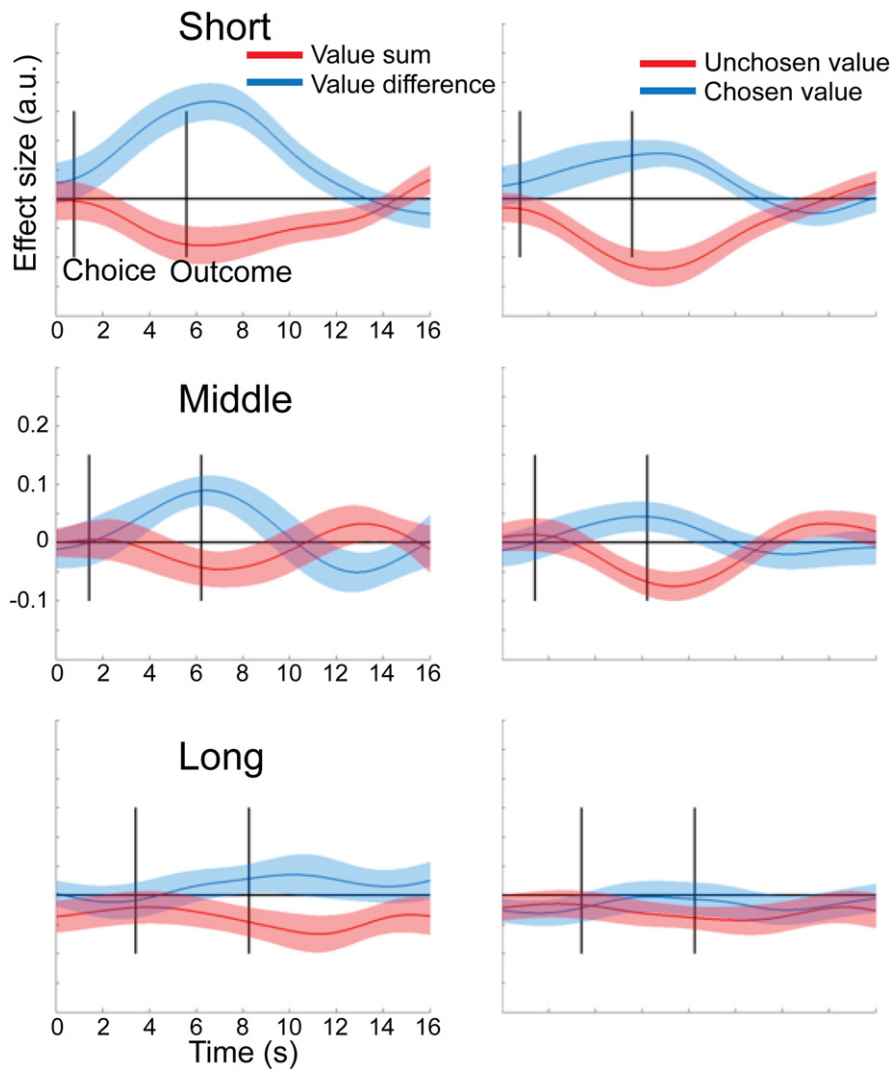 Short
Value sum
Value difference
Unchosen value
Chosen value
Effect size (a.u.)
Choice
Outcome
0 2 4 6 8 10 12 14 16
Middle
0.2
0.1
0
-0.1
0 2 4 6 8 10 12 14 16
Long
0 2 4 6 8 10 12 14 16
Time (s)